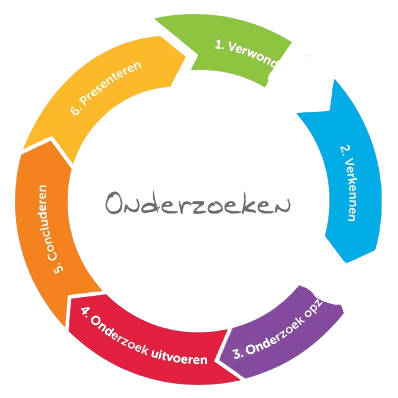 1. Verwond
2. Verkennen
3. Onderzoek opz
4. Onderzoek uitvoeren
5. Concluderen
6. Presenteren
Onderzoeken